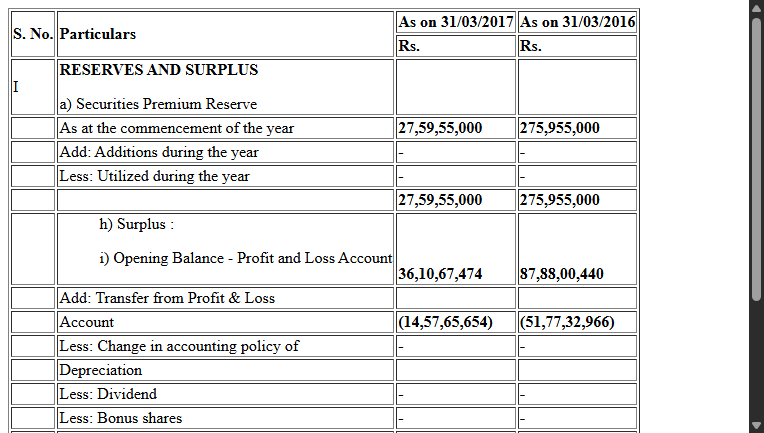 S. No. Particulars As on 31/03/2017 As on 31/03/2016
Rs. Rs.
I RESERVES AND SURPLUS
a) Securities Premium Reserve
As at the commencement of the year 27,59,55,000 275,955,000
Add: Additions during the year - -
Less: Utilized during the year - -
27,59,55,000 275,955,000
h) Surplus :
i) Opening Balance - Profit and Loss Account 36,10,67,474 87,88,00,440
Add: Transfer from Profit & Loss
Account (14,57,65,654) (51,77,32,966)
Less: Change in accounting policy of - -
Depreciation
Less: Dividend - -
Less: Bonus shares - -